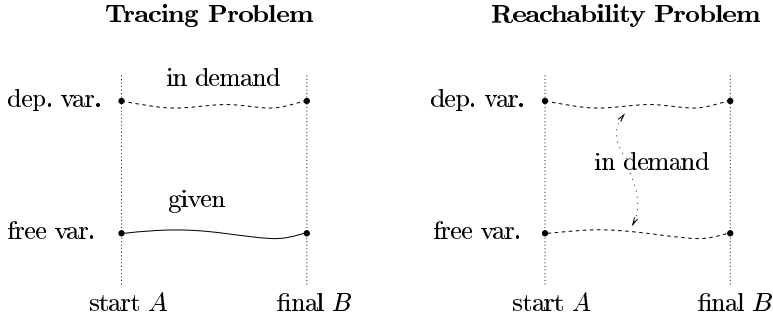 Tracing Problem
Reachability Problem
in demand
dep. var.
dep. var.
in demand
given
free var.
free var.
start A
final B
start A
final B